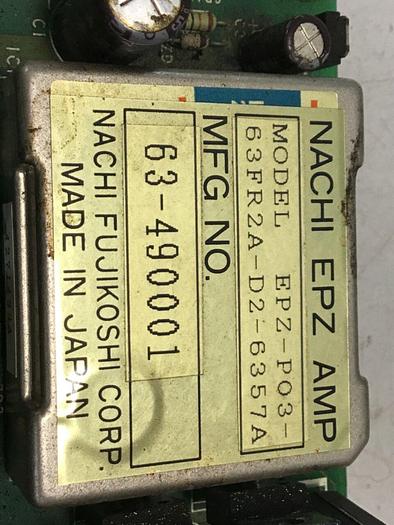 NACHI EPZ AMP
MODEL EPZ-PO3-
63FR2A-D2-6357A
MFG NO.
63-490001
NACHI FUJIKOSHI CORP.
MADE IN JAPAN